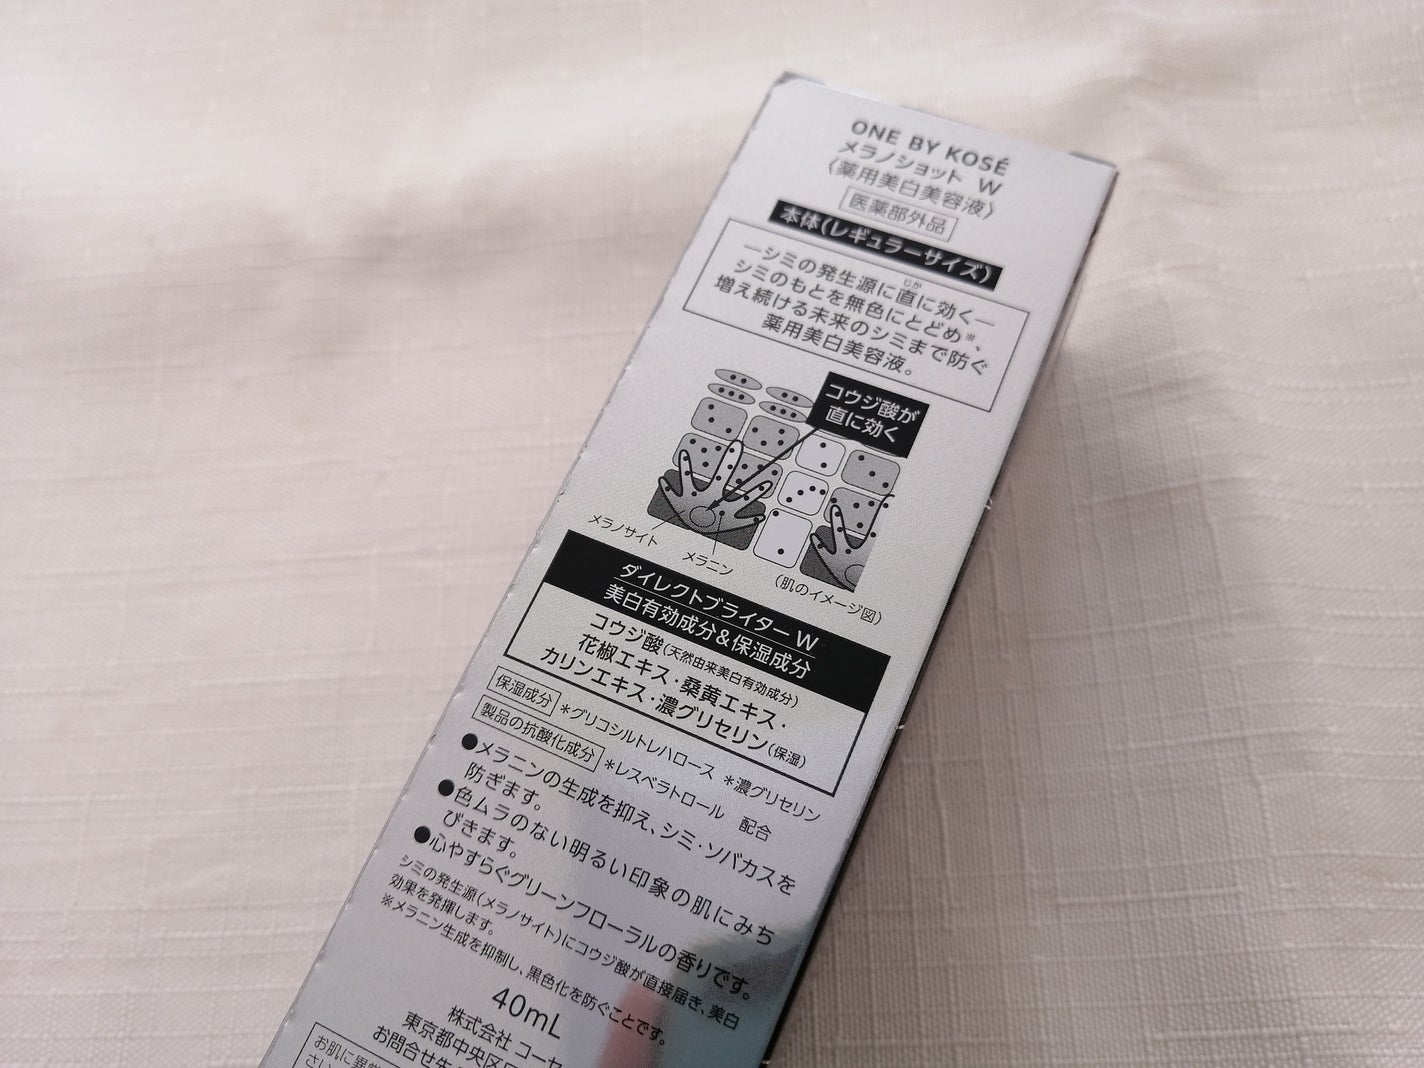 ONE BY KOSÉ
メラノショット W
〈薬用美白美容液〉
医薬部外品
本体(レギュラーサイズ)
―シミの発生源に直に効く―
じか
シミのもとを無色にとどめ※、
増え続ける未来のシミまで防ぐ
薬用美白美容液。
コウジ酸が
直に効く
メラノサイト
メラニン
(肌のイメージ図)
ダイレクトブライター W
美白有効成分&保湿成分
コウジ酸(天然由来美白有効成分)
花椒エキス・桑黄エキス・
カリンエキス・濃グリセリン(保湿)
保湿成分 *グリコシルトレハロース *濃グリセリン
製品の抗酸化成分 *レスベラトロール 配合
●メラニンの生成を抑え、シミ・ソバカスを
防ぎます。
●色ムラのない明るい印象の肌にみち
びきます。
●心やすらぐグリーンフローラルの香りです。
シミの発生源(メラノサイト)にコウジ酸が直接届き、美白
効果を発揮します。
※メラニン生成を抑制し、黒色化を防ぐことです。
40mL
株式会社 コーセ
東京都中央区
お問合せ先
お肌に異常
さい